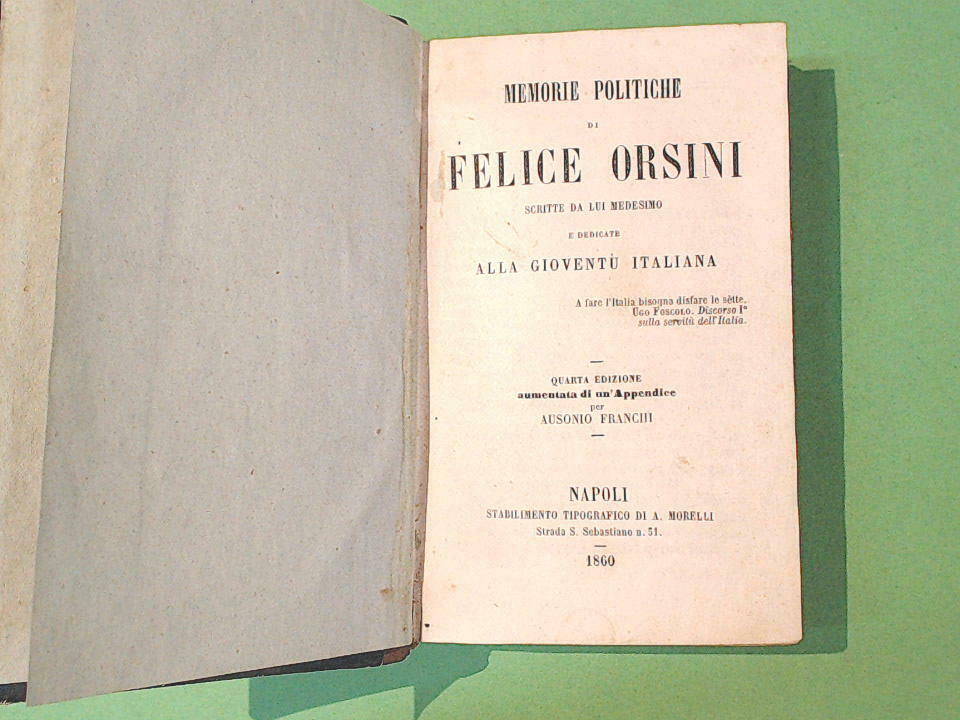 MEMORIE POLITICHE
DI
FELICE ORSINI
SCRITTE DA LUI MEDESIMO
E DEDICATE
ALLA GIOVENTÙ ITALIANA
A fare l'Italia bisogna disfare le sètte.
UGO FOSCOLO. Discorso I°
sulla servitù dell'Italia.
QUARTA EDIZIONE
aumentata di un'Appendice
per
AUSONIO FRANCHI
NAPOLI
STABILIMENTO TIPOGRAFICO DI A. MORELLI
Strada S. Sebastiano n. 51.
1860